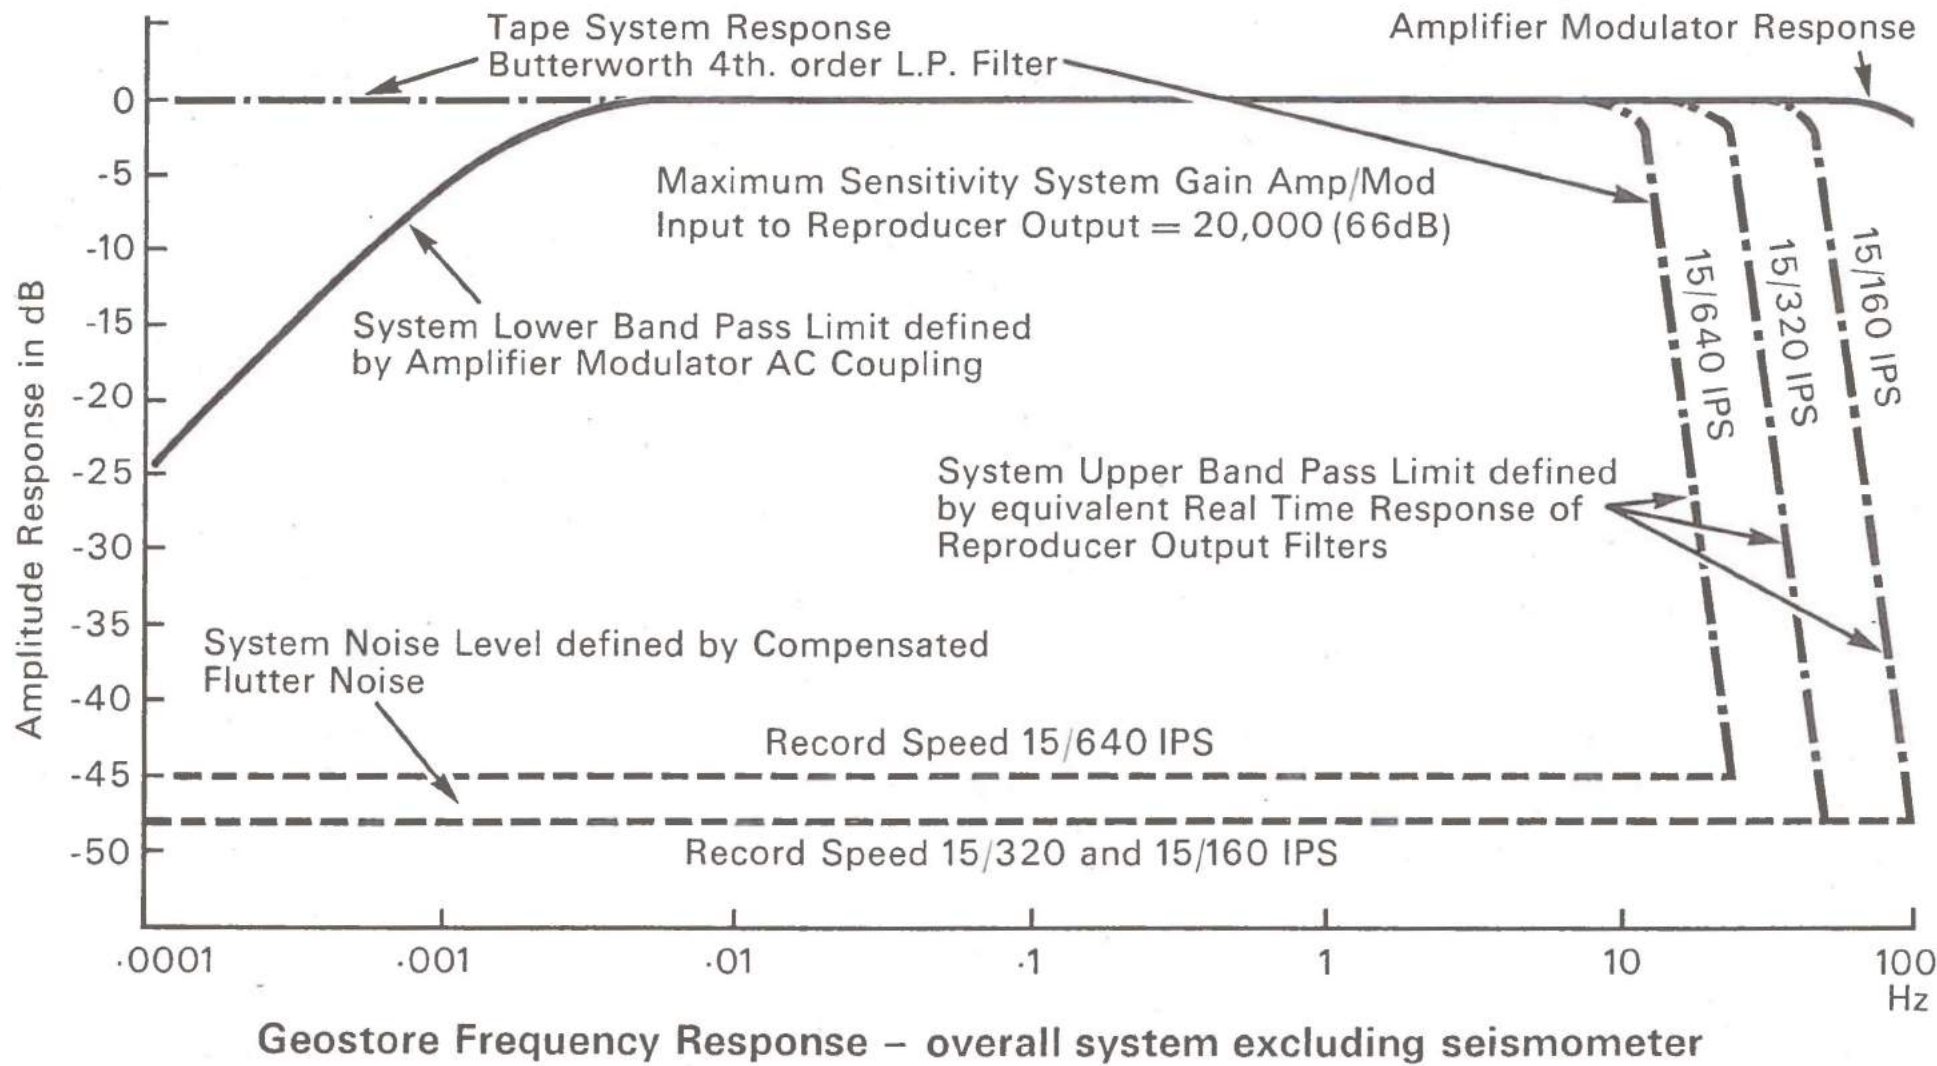 Tape System Response
Butterworth 4th. order L.P. Filter
Amplifier Modulator Response
Amplitude Response in dB
0
-5
-10
-15
-20
-25
-30
-35
-40
-45
-50
Maximum Sensitivity System Gain Amp/Mod
Input to Reproducer Output = 20,000 (66dB)
System Lower Band Pass Limit defined
by Amplifier Modulator AC Coupling
15/640 IPS
15/320 IPS
15/160 IPS
System Upper Band Pass Limit defined
by equivalent Real Time Response of
Reproducer Output Filters
System Noise Level defined by Compensated
Flutter Noise
Record Speed 15/640 IPS
Record Speed 15/320 and 15/160 IPS
·0001 ·001 ·01 ·1 1 10 100
Hz
Geostore Frequency Response – overall system excluding seismometer